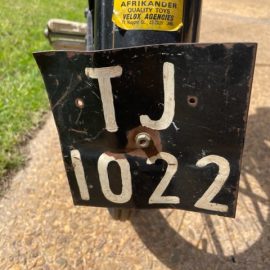 AFRIKANDER
QUALITY TOYS
VELOX AGENCIES
TJ
1022